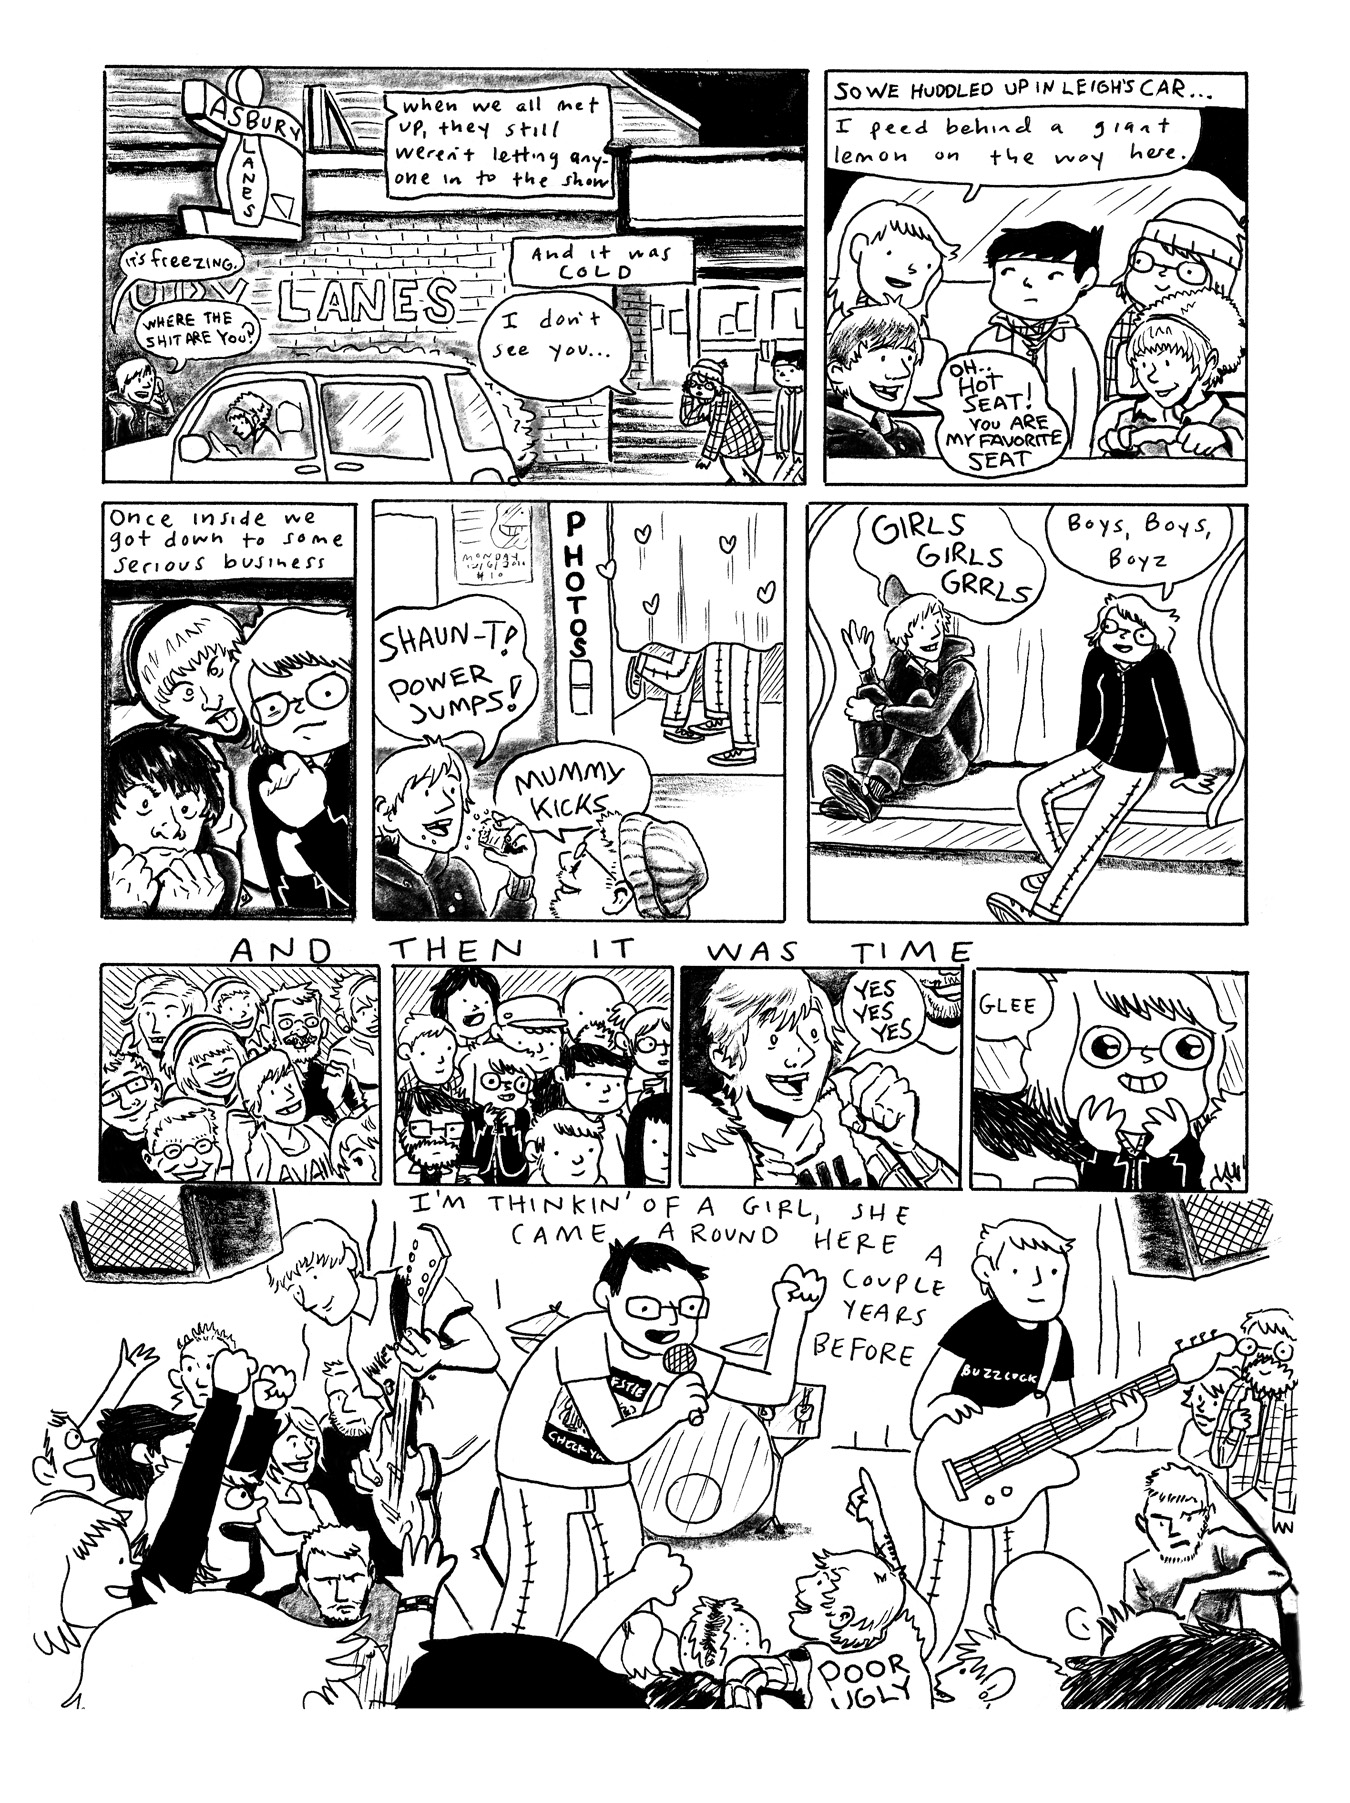 ASBURY
LANES
when we all met
up, they still
weren't letting any-
one in to the show
IT'S FREEZING.
WHERE THE
SHIT ARE YOU?
LANES
And it was
COLD
I don't
see you...
SO WE HUDDLED UP IN LEIGH'S CAR...
I peed behind a giant
lemon on the way here.
OH..
HOT
SEAT!
YOU ARE
MY FAVORITE
SEAT
Once inside we
got down to some
serious business
MONDAY
$10
PHOTOS
SHAUN-T!
POWER
JUMPS!
MUMMY
KICKS
GIRLS
GIRLS
GRRLS
Boys, Boys,
Boyz
AND THEN IT WAS TIME
AVAIL
YES
YES
YES
GLEE
I'M THINKIN' OF A GIRL, SHE
CAME AROUND HERE A
COUPLE
YEARS
BEFORE
BUZZCOCK
CHECK YO
POOR
UGLY